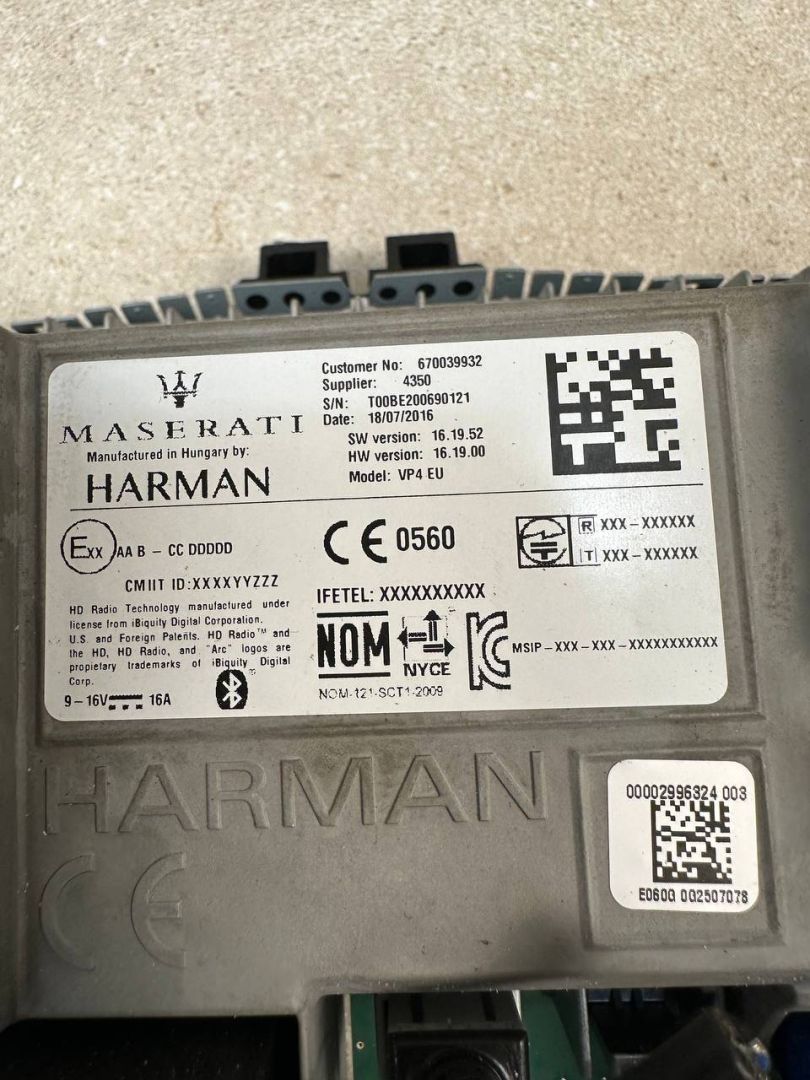 MASERATI
Manufactured in Hungary by:
HARMAN
Customer No: 670039932
Supplier: 4350
S/N: T00BE200690121
Date: 18/07/2016
SW version: 16.19.52
HW version: 16.19.00
Model: VP4 EU
Exx AA B - CC DDDDD
CE 0560
R XXX-XXXXXX
T XXX-XXXXXX
CMIIT ID:XXXXYYZZZ
IFETEL: XXXXXXXXXX
HD Radio Technology manufactured under
license from iBiquity Digital Corporation.
U.S. and Foreign Patents. HD Radio™ and
the HD, HD Radio, and "Arc" logos are
propietary trademarks of iBiquity Digital
Corp.
9-16V 16A
NOM
NYCE
NOM-121-SCT1-2009
KC
MSIP-XXX-XXX-XXXXXXXXXXX
HARMAN
CE
00002996324 003
E060G 0G2507078